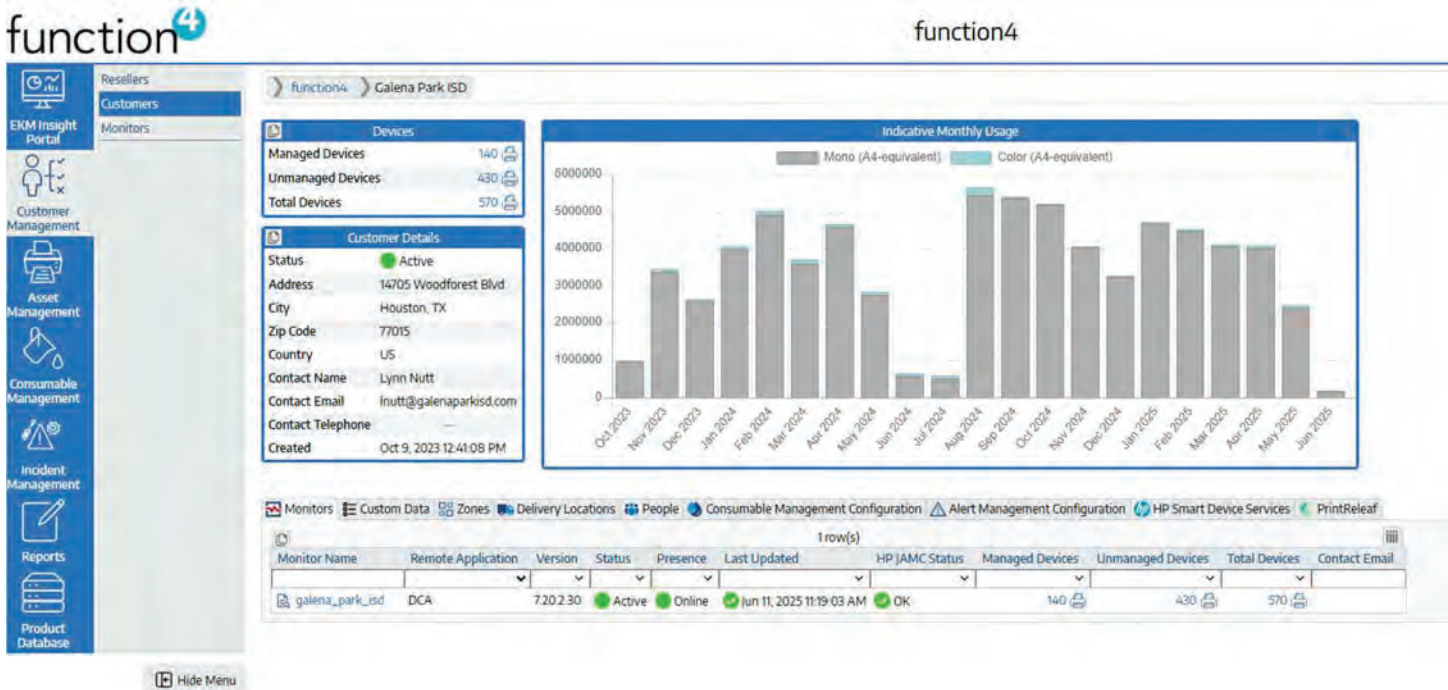 function4
function4
EKM Insight
Portal
Customer
Management
Asset
Management
Consumable
Management
Incident
Management
Reports
Product
Database
Resellers
Customers
Monitors
Hide Menu
function4 Galena Park ISD
Devices
Managed Devices 140
Unmanaged Devices 430
Total Devices 570
Customer Details
Status Active
Address 14705 Woodforest Blvd
City Houston, TX
Zip Code 77015
Country US
Contact Name Lynn Nutt
Contact Email lnutt@galenaparkisd.com
Contact Telephone --
Created Oct 9, 2023 12:41:08 PM
Indicative Monthly Usage
Mono (A4-equivalent) Color (A4-equivalent)
6000000
5000000
4000000
3000000
2000000
1000000
0
Oct 2023 Nov 2023 Dec 2023 Jan 2024 Feb 2024 Mar 2024 Apr 2024 May 2024 Jun 2024 Jul 2024 Aug 2024 Sep 2024 Oct 2024 Nov 2024 Dec 2024 Jan 2025 Feb 2025 Mar 2025 Apr 2025 May 2025 Jun 2025
Monitors Custom Data Zones Delivery Locations People Consumable Management Configuration Alert Management Configuration HP Smart Device Services PrintReleaf
1 row(s)
Monitor Name Remote Application Version Status Presence Last Updated HP JAMC Status Managed Devices Unmanaged Devices Total Devices Contact Email
galena_park_isd DCA 7.20.2.30 Active Online Jun 11, 2025 11:19:03 AM OK 140 430 570